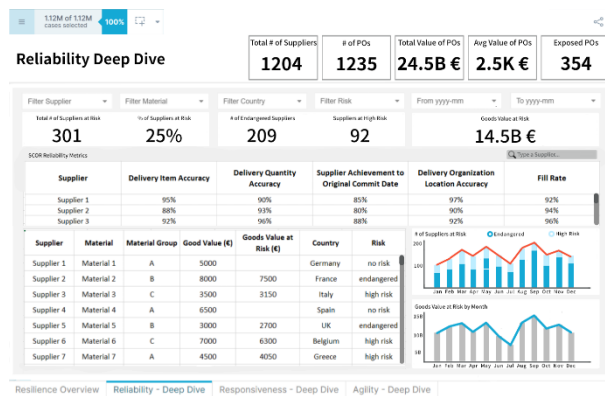 1.12M of 1.12M
cases selected
100%
Reliability Deep Dive
Total # of Suppliers
1204
# of POs
1235
Total Value of POs
24.5B €
Avg Value of POs
2.5K €
Exposed POs
354
Filter Supplier
Filter Material
Filter Country
Filter Risk
From yyyy-mm
To yyyy-mm
Total # of Suppliers at Risk
301
% of Suppliers at Risk
25%
# of Endangered Suppliers
209
Suppliers at High Risk
92
Goods Value at Risk
14.5B €
SCOR Reliability Metrics
Type a Supplier...
Supplier Delivery Item Accuracy Delivery Quantity Accuracy Supplier Achievement to Original Commit Date Delivery Organization Location Accuracy Fill Rate
Supplier 1 95% 90% 85% 97% 92%
Supplier 2 88% 93% 80% 90% 94%
Supplier 3 92% 96% 88% 92% 96%
Supplier Material Material Group Good Value (€) Goods Value at Risk (€) Country Risk
Supplier 1 Material 1 A 5000 Germany no risk
Supplier 2 Material 2 B 8000 7500 France endangered
Supplier 3 Material 3 C 3500 3150 Italy high risk
Supplier 4 Material 4 A 6500 Spain no risk
Supplier 5 Material 6 B 3000 2700 UK endangered
Supplier 6 Material 7 C 7000 6300 Belgium high risk
Supplier 7 Material 7 A 4500 4050 Greece high risk
# of Suppliers at Risk
Endangered
High Risk
200
100
Jan Feb Mar Apr May Jun Jul Aug Sep Oct Nov Dec
Goods Value at Risk by Month
15B
10B
5B
Jan Feb Mar Apr May Jun Jul Aug Sep Oct Nov Dec
Resilience Overview
Reliability - Deep Dive
Responsiveness - Deep Dive
Agility - Deep Dive